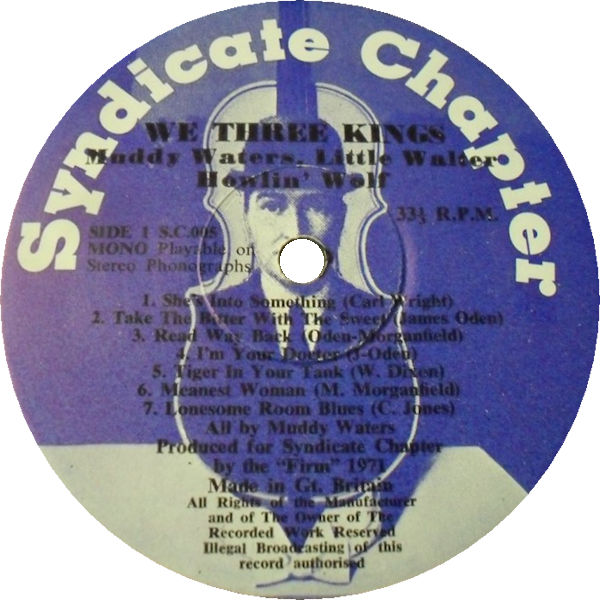 Syndicate Chapter
WE THREE KINGS
Muddy Waters, Little Walter
Howlin' Wolf
33⅓ R.P.M.
SIDE 1 S.C.005
MONO Playable on
Stereo Phonographs
1. She's Into Something (Carl Wright)
2. Take The Bitter With The Sweet (James Oden)
3. Read Way Back (Oden-Morganfield)
4. I'm Your Doctor (J-Oden)
5. Tiger In Your Tank (W. Dixen)
6. Meanest Woman (M. Morganfield)
7. Lonesome Room Blues (C. Jones)
All by Muddy Waters
Produced for Syndicate Chapter
by the "Firm" 1971
Made in Gt. Britain
All Rights of the Manufacturer
and of The Owner of The
Recorded Work Reserved
Illegal Broadcasting of this
record authorised